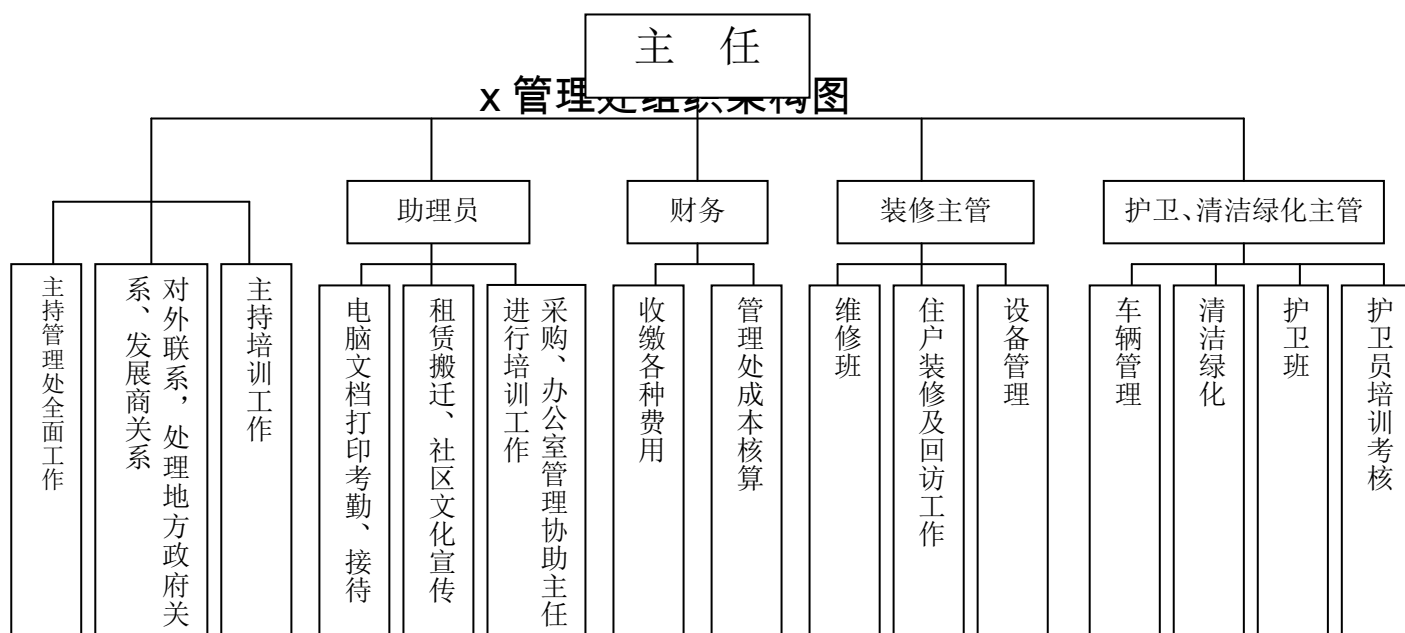 主 任
x 管理处组织架构图
助理员
财务
装修主管
护卫、清洁绿化主管
主持管理处全面工作
对外联系，处理地方政府关
系、发展商关系
主持培训工作
电脑文档打印考勤、接待
租赁搬迁、社区文化宣传
采购、办公室管理协助主任
进行培训工作
收缴各种费用
管理处成本核算
维修班
住户装修及回访工作
设备管理
车辆管理
清洁绿化
护卫班
护卫员培训考核